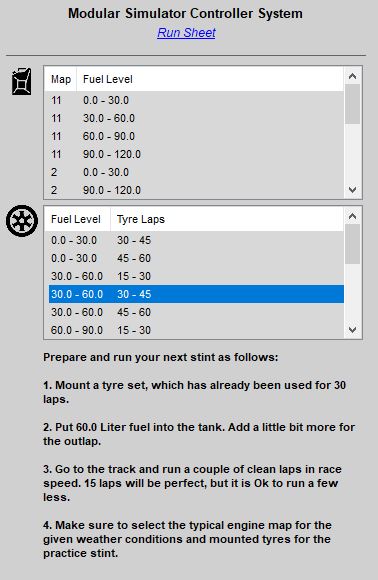 Modular Simulator Controller System
Run Sheet
Map Fuel Level
11 0.0 - 30.0
11 30.0 - 60.0
11 60.0 - 90.0
11 90.0 - 120.0
2 0.0 - 30.0
2 90.0 - 120.0
Fuel Level Tyre Laps
0.0 - 30.0 30 - 45
0.0 - 30.0 45 - 60
30.0 - 60.0 15 - 30
30.0 - 60.0 30 - 45
30.0 - 60.0 45 - 60
60.0 - 90.0 15 - 30
Prepare and run your next stint as follows:
1. Mount a tyre set, which has already been used for 30
laps.
2. Put 60.0 Liter fuel into the tank. Add a little bit more for
the outlap.
3. Go to the track and run a couple of clean laps in race
speed. 15 laps will be perfect, but it is Ok to run a few
less.
4. Make sure to select the typical engine map for the
given weather conditions and mounted tyres for the
practice stint.